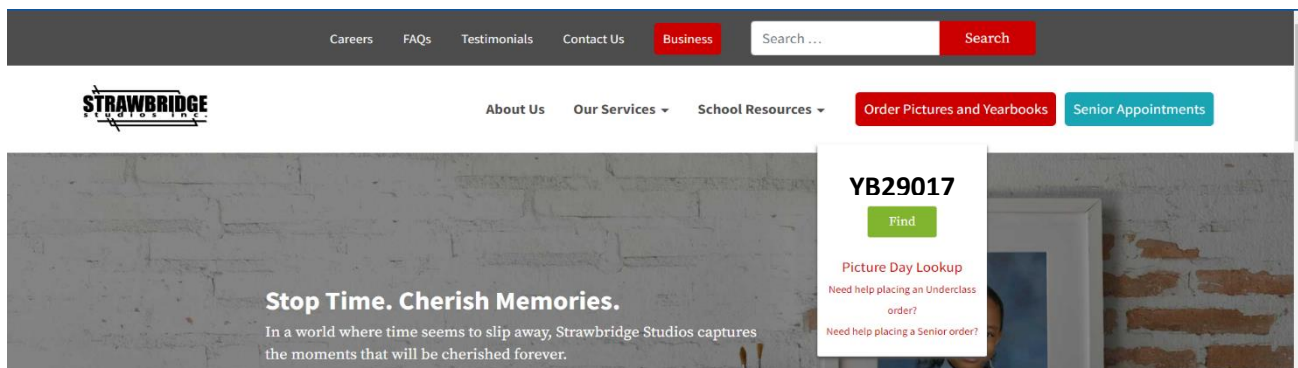 Careers FAQs Testimonials Contact Us Business Search ... Search
STRAWBRIDGE
studios inc.
About Us Our Services School Resources Order Pictures and Yearbooks Senior Appointments
YB29017
Find
Picture Day Lookup
Need help placing an Underclass
order?
Need help placing a Senior order?
Stop Time. Cherish Memories.
In a world where time seems to slip away, Strawbridge Studios captures
the moments that will be cherished forever.